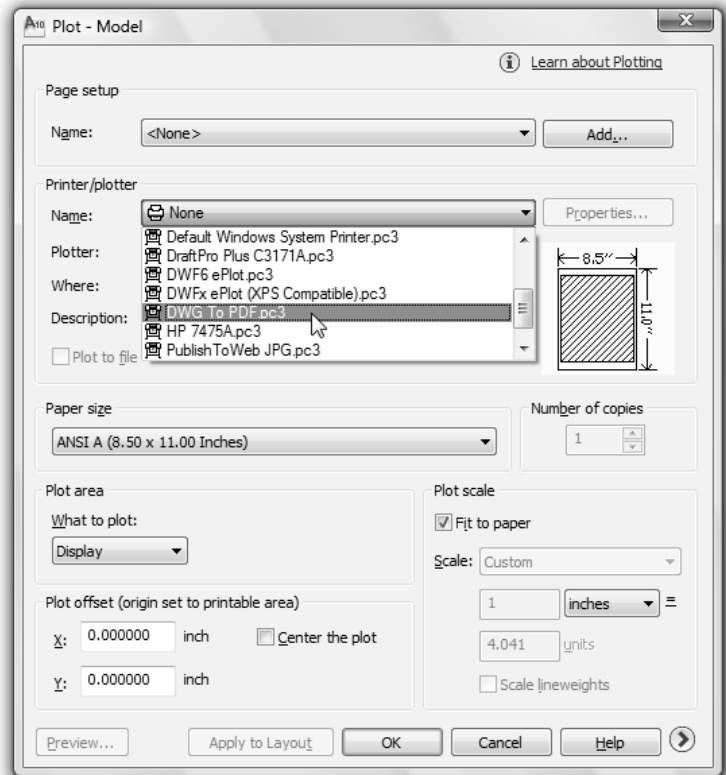 A10 Plot - Model
Learn about Plotting
Page setup
Name: <None> Add...
Printer/plotter
Name: None Properties...
Default Windows System Printer.pc3
Plotter: DraftPro Plus C3171A.pc3
DWF6 ePlot.pc3
Where: DWFx ePlot (XPS Compatible).pc3
Description: DWG To PDF.pc3
HP 7475A.pc3
Plot to file PublishToWeb JPG.pc3
8.5″
11.0″
Paper size
ANSI A (8.50 x 11.00 Inches)
Number of copies
1
Plot area
What to plot:
Display
Plot offset (origin set to printable area)
X: 0.000000 inch Center the plot
Y: 0.000000 inch
Plot scale
Fit to paper
Scale: Custom
1 inches =
4.041 units
Scale lineweights
Preview... Apply to Layout OK Cancel Help